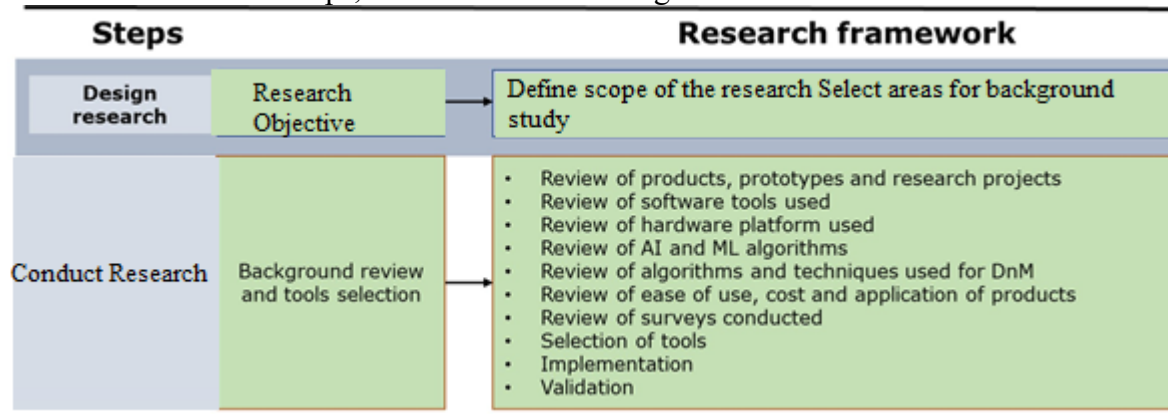 Steps
Research framework
Design
research
Research
Objective
Define scope of the research Select areas for background
study
Conduct Research
Background review
and tools selection
• Review of products, prototypes and research projects
• Review of software tools used
• Review of hardware platform used
• Review of AI and ML algorithms
• Review of algorithms and techniques used for DnM
• Review of ease of use, cost and application of products
• Review of surveys conducted
• Selection of tools
• Implementation
• Validation